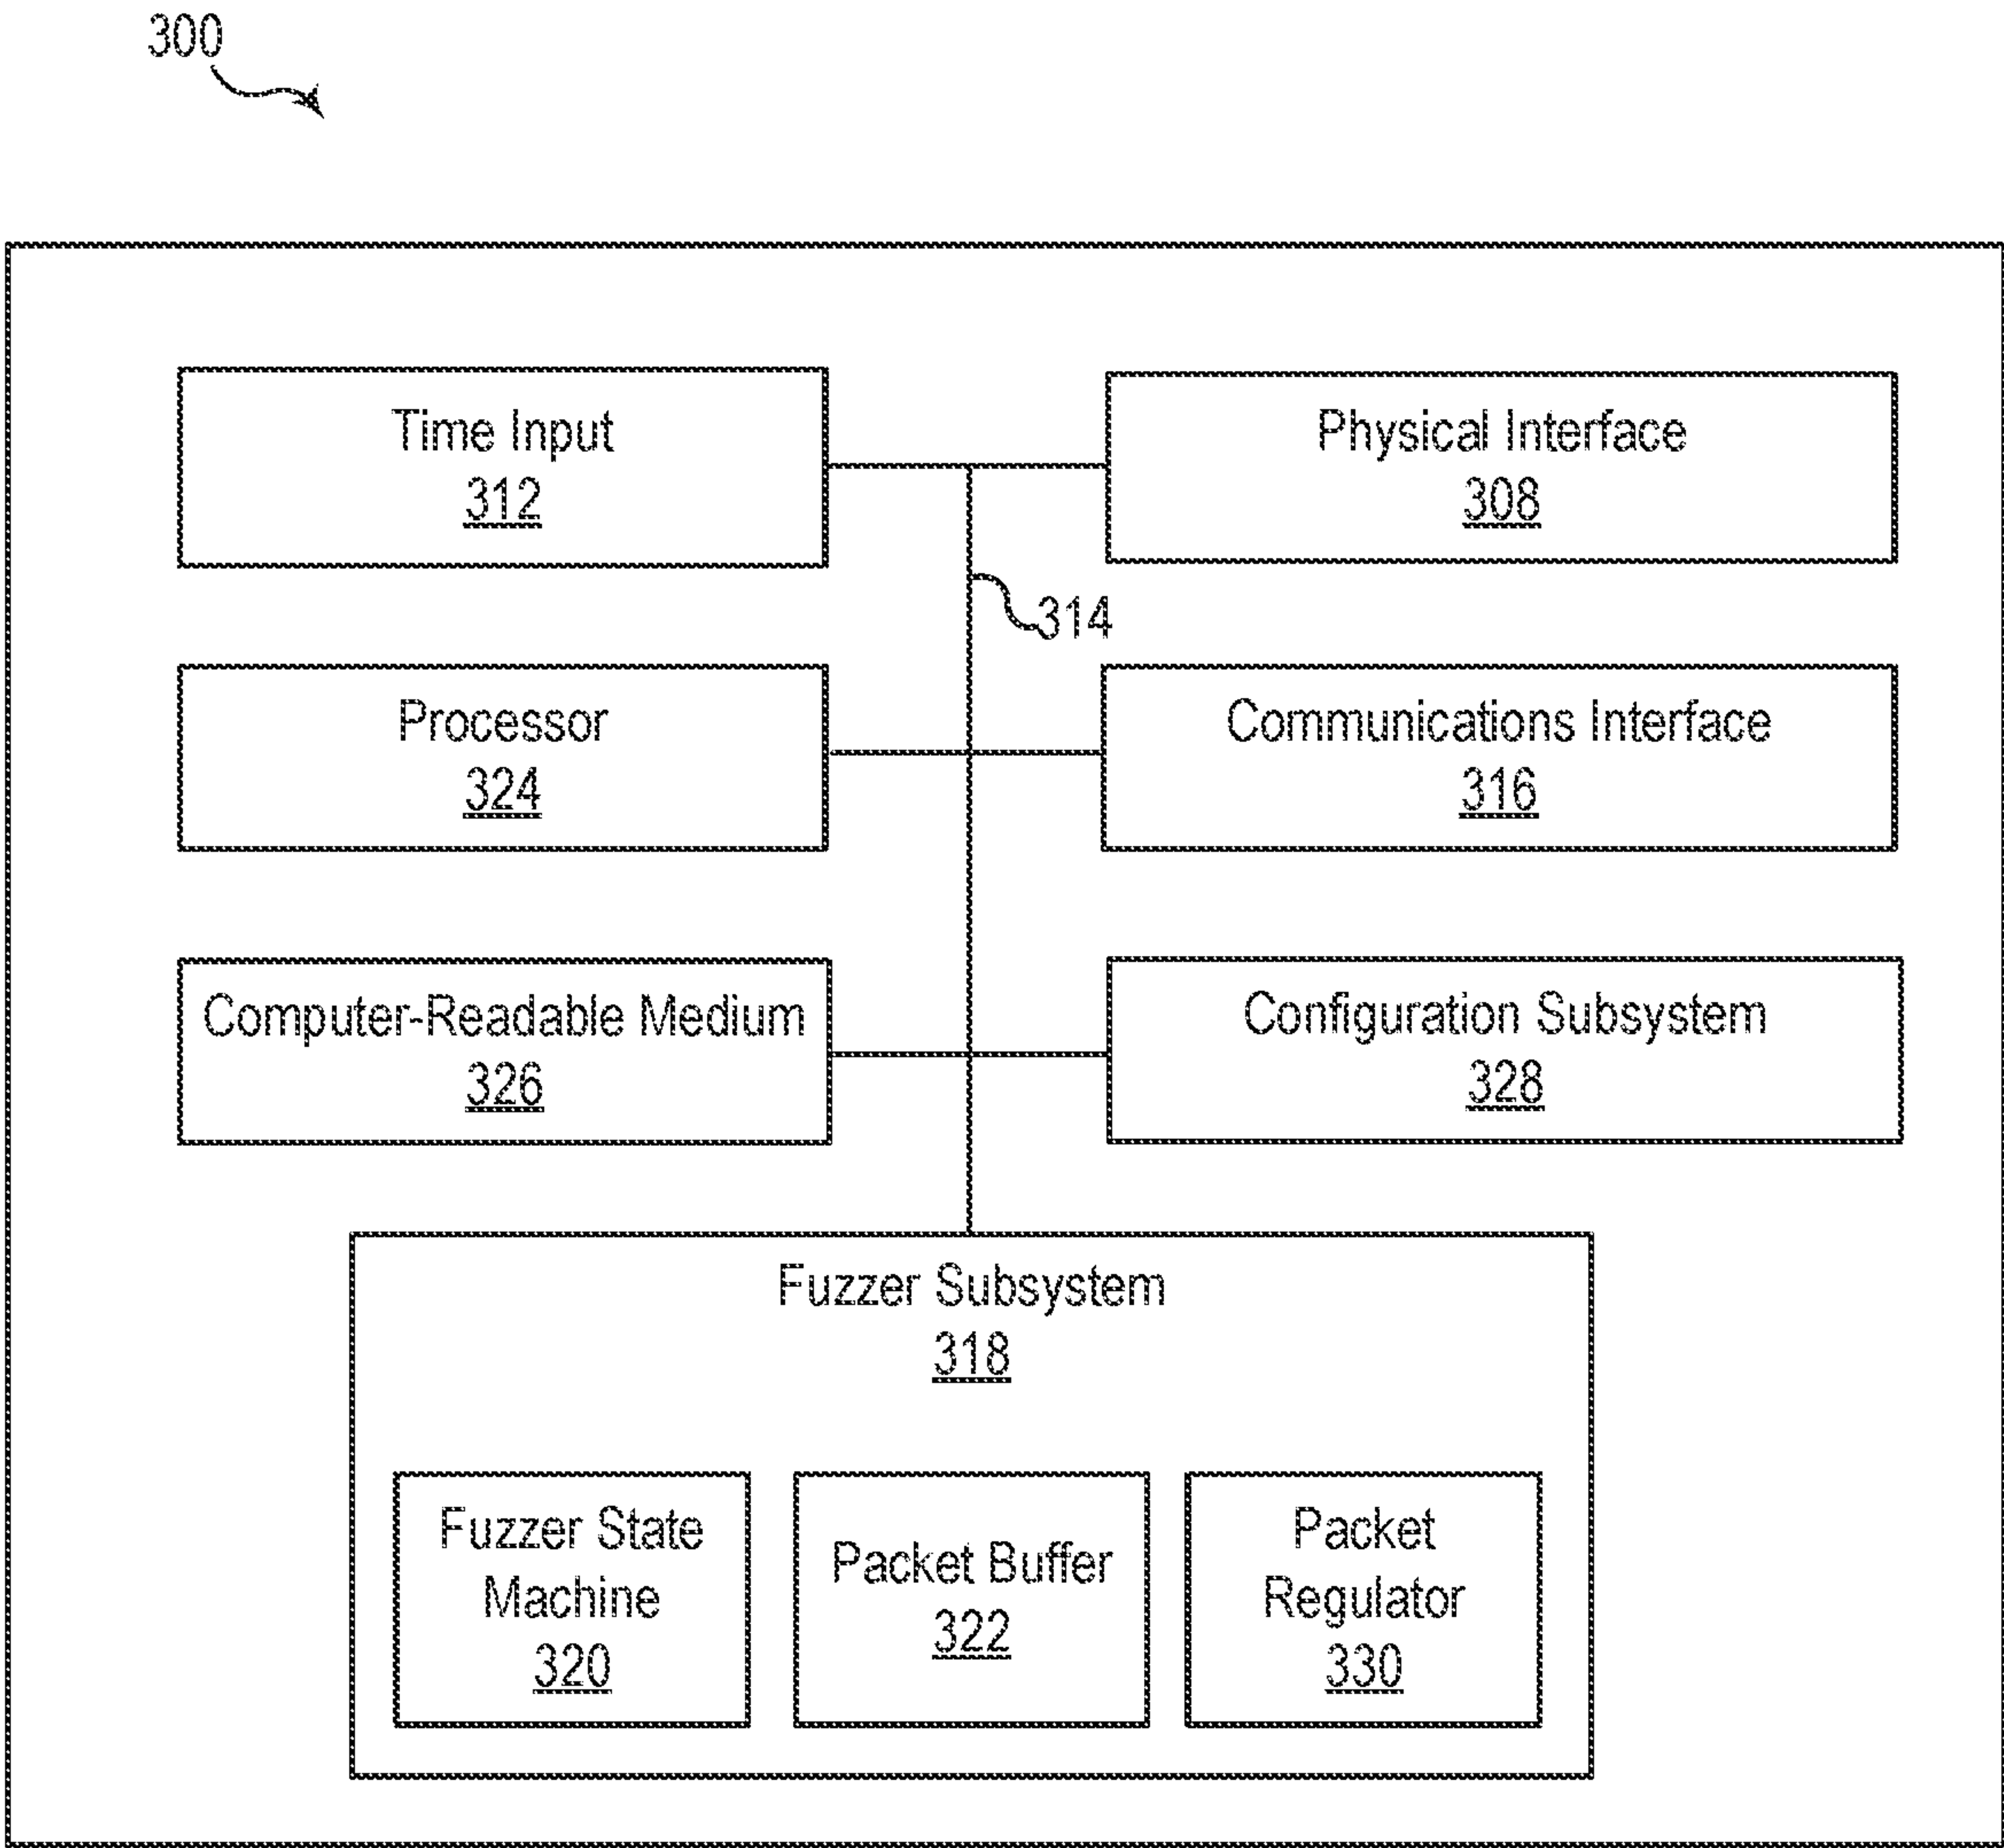 300
Time Input
312
Physical Interface
308
314
Processor
324
Communications Interface
316
Computer-Readable Medium
326
Configuration Subsystem
328
Fuzzer Subsystem
318
Fuzzer State
Machine
320
Packet Buffer
322
Packet
Regulator
330